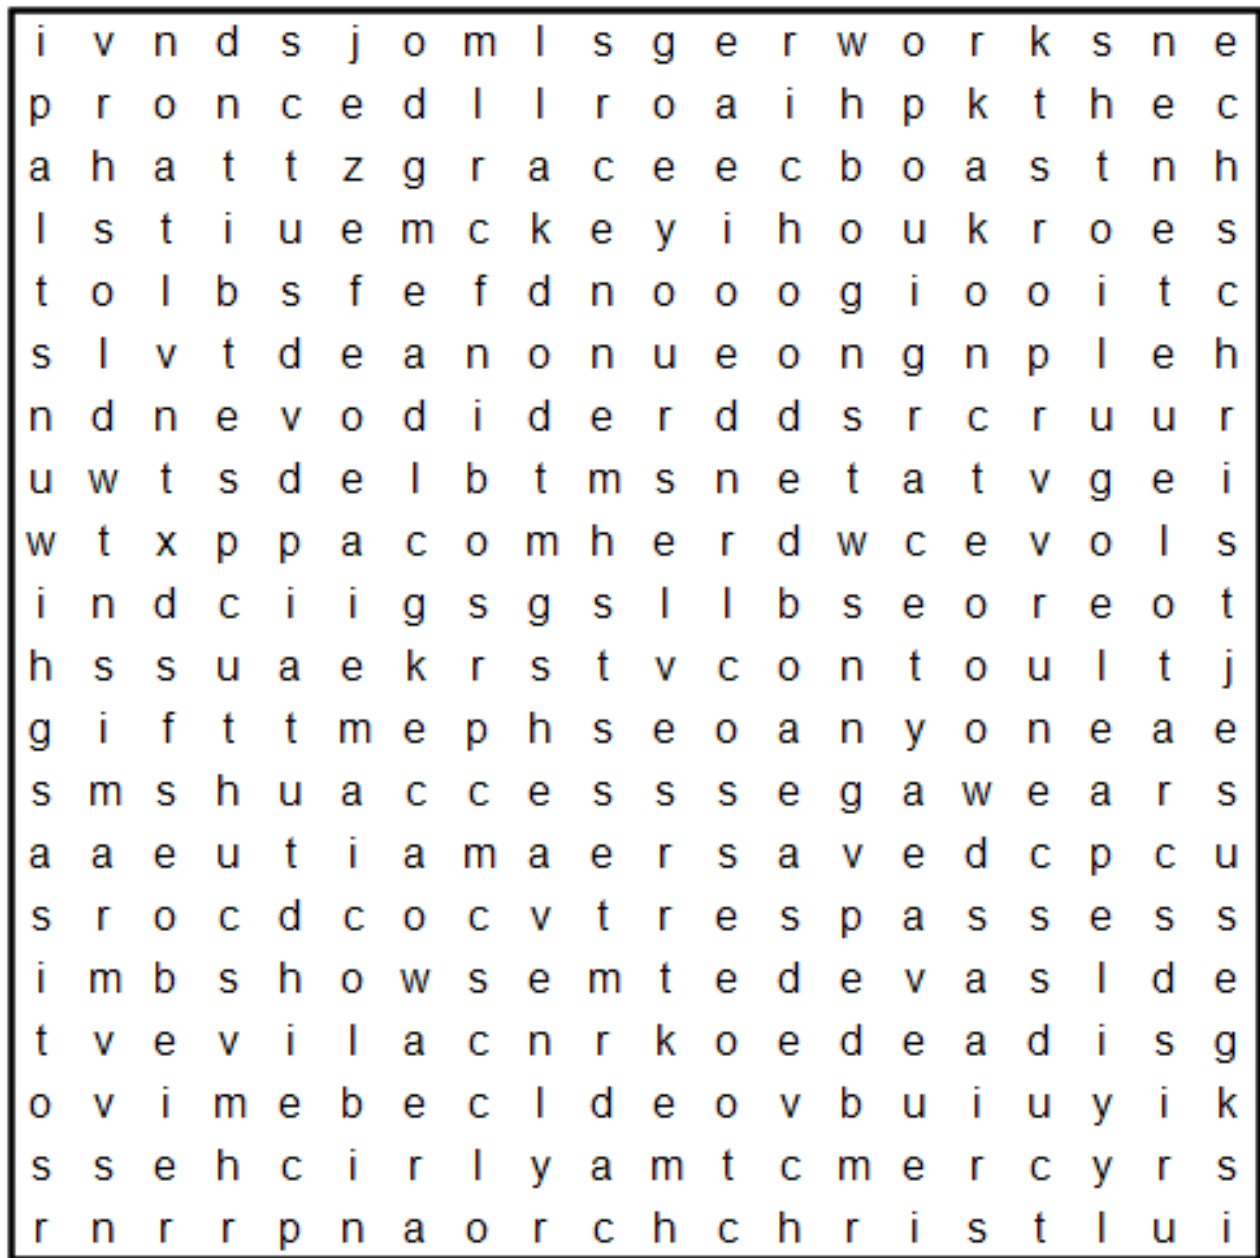 i v n d s j o m l s g e r w o r k s n e
p r o n c e d l l r o a i h p k t h e c
a h a t t z g r a c e e c b o a s t n h
l s t i u e m c k e y i h o u k r o e s
t o l b s f e f d n o o o g i o o i t c
s l v t d e a n o n u e o n g n p l e h
n d n e v o d i d e r d d s r c r u u r
u w t s d e l b t m s n e t a t v g e i
w t x p p a c o m h e r d w c e v o l s
i n d c i i g s g s l l b s e o r e o t
h s s u a e k r s t v c o n t o u l t j
g i f t t m e p h s e o a n y o n e a e
s m s h u a c c e s s s e g a w e a r s
a a e u t i a m a e r s a v e d c p c u
s r o c d c o c v t r e s p a s s e s s
i m b s h o w s e m t e d e v a s l d e
t v e v i l a c n r k o e d e a d i s g
o v i m e b e c l d e o v b u i u y i k
s s e h c i r l y a m t c m e r c y r s
r n r r p n a o r c h c h r i s t l u i